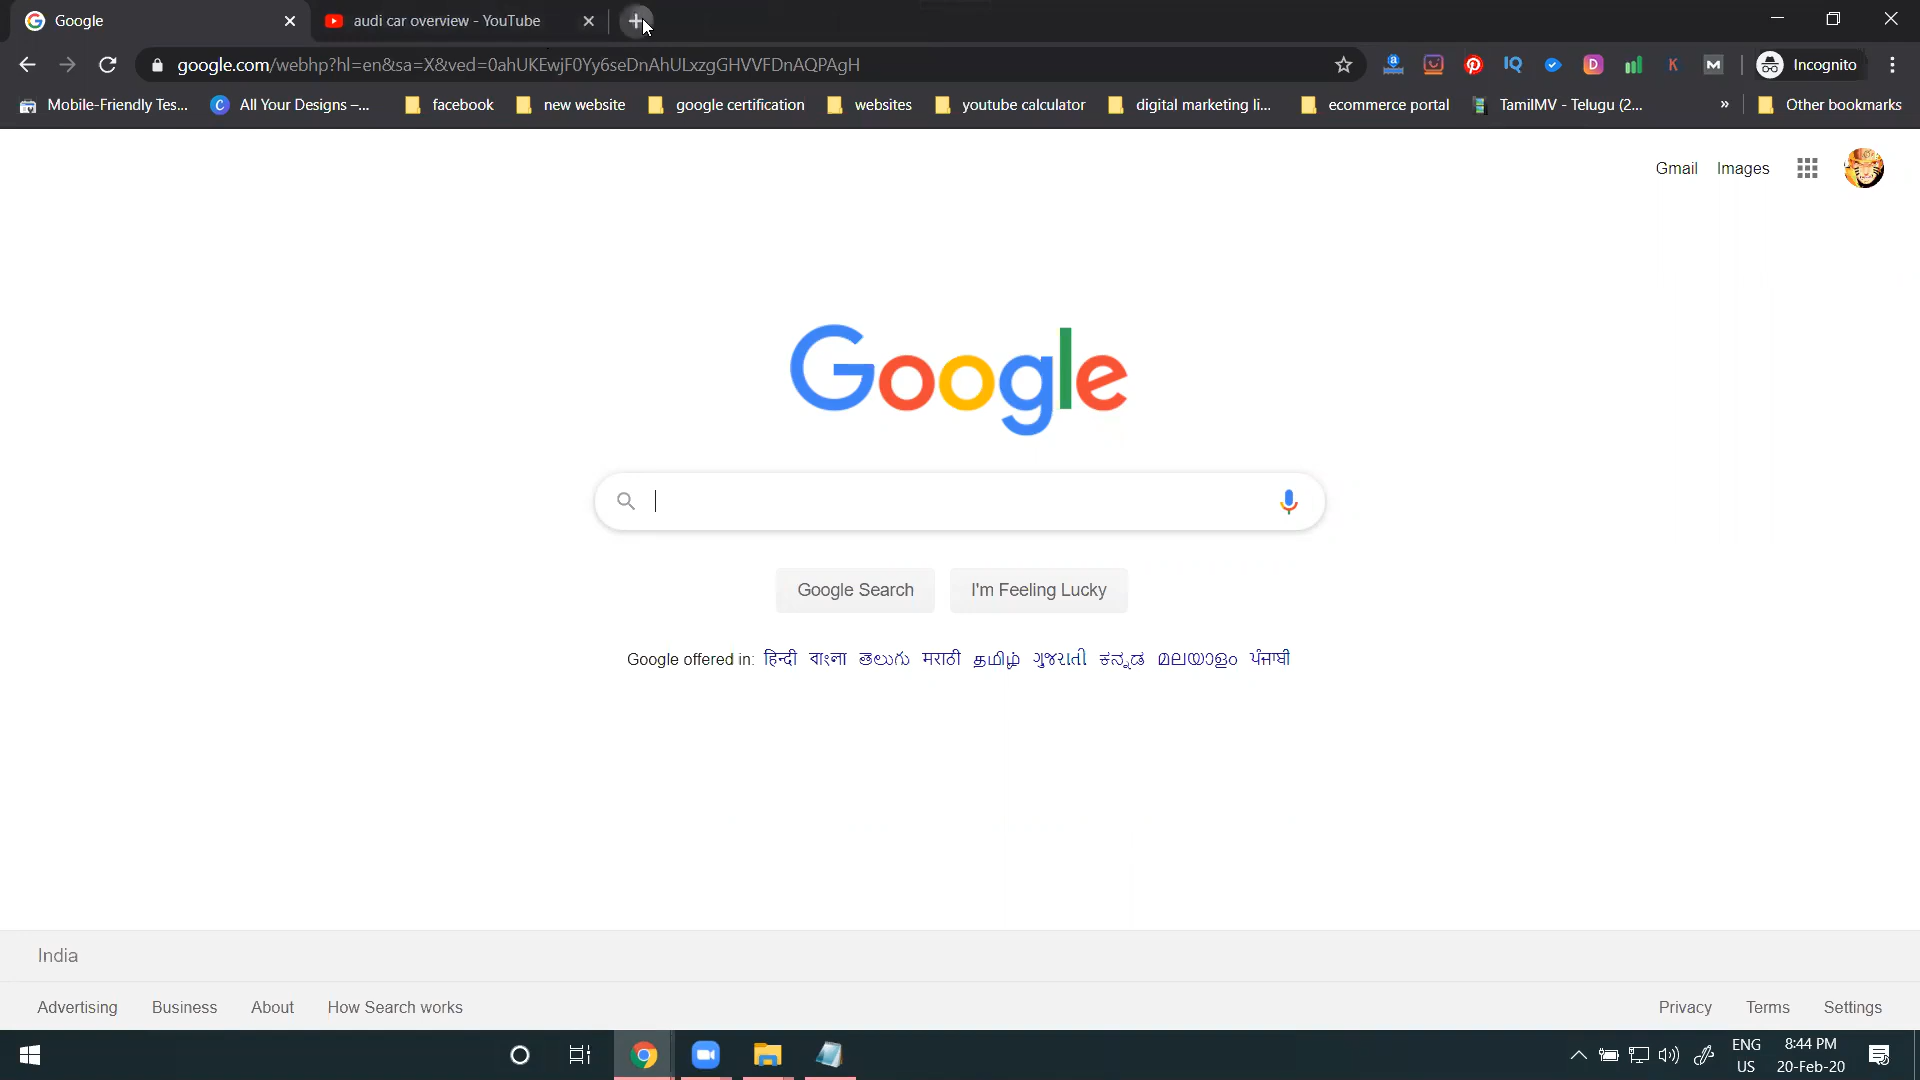 Google
audi car overview - YouTube
google.com/webhp?hl=en&sa=X&ved=0ahUKEwjF0Yy6seDnAhULxzgGHVVFDnAQPAgH
Incognito
Mobile-Friendly Tes...
All Your Designs –...
facebook
new website
google certification
websites
youtube calculator
digital marketing li...
ecommerce portal
TamilMV - Telugu (2...
»
Other bookmarks
Gmail
Images
Google
Google Search
I'm Feeling Lucky
Google offered in: हिन्दी বাংলা తెలుగు मराठी தமிழ் ગુજરાતી ಕನ್ನಡ മലയാളം ਪੰਜਾਬੀ
India
Advertising Business About How Search works
Privacy Terms Settings
ENG
US
8:44 PM
20-Feb-20